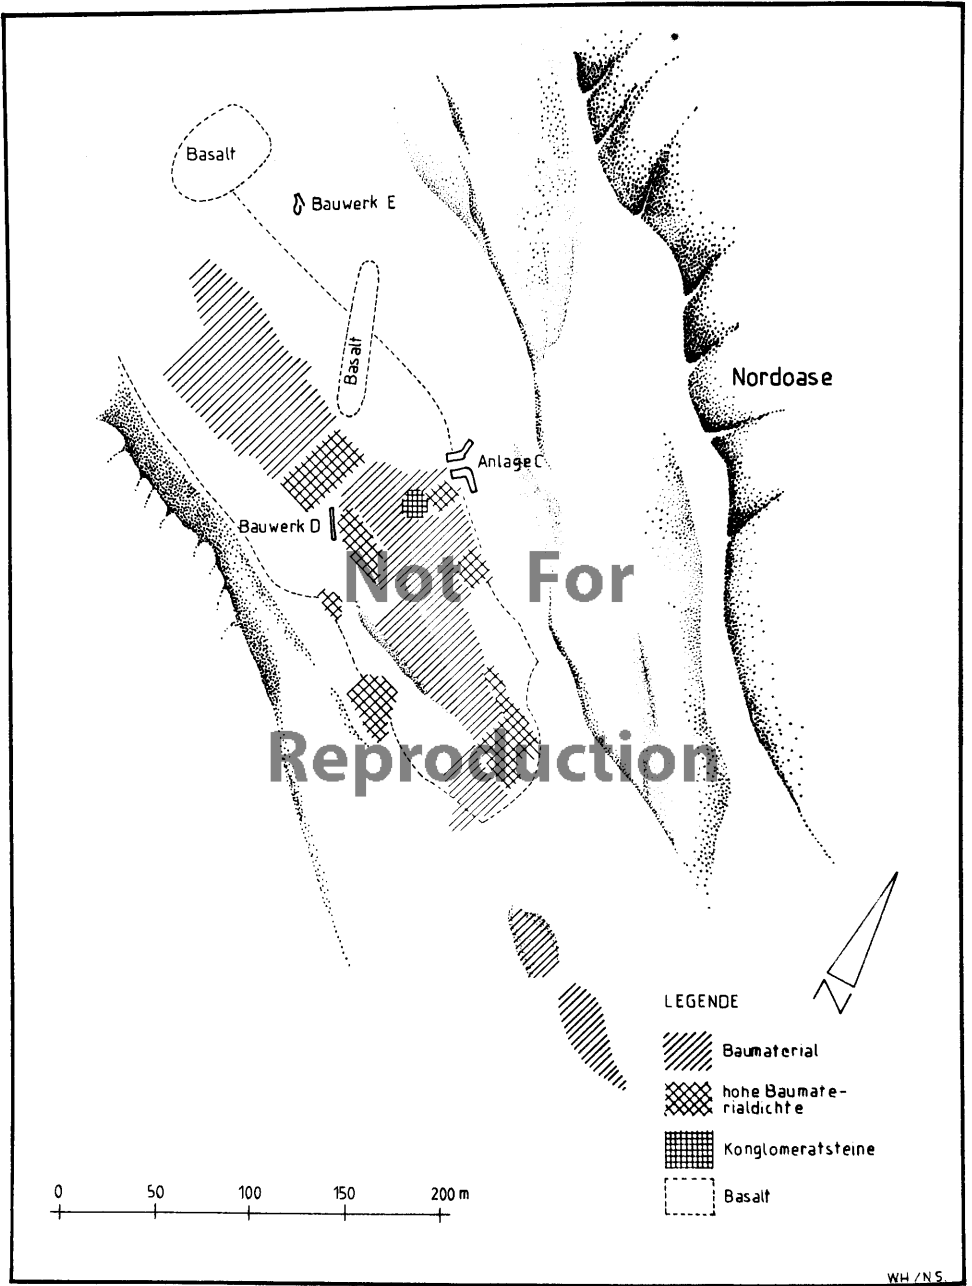 Basalt
Bauwerk E
Basalt
Nordoase
Anlage C
Bauwerk D
Not For
Reproduction
N
LEGENDE
Baumaterial
hohe Baumate-
rialdichte
Konglomeratsteine
Basalt
0 50 100 150 200 m
WH / N.S.